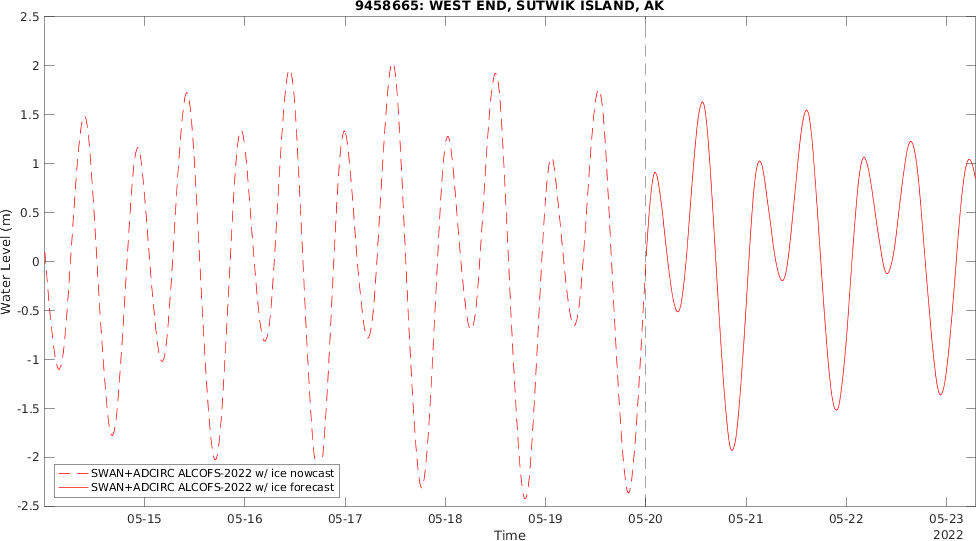 9458665: WEST END, SUTWIK ISLAND, AK
2.5
2
1.5
1
0.5
0
-0.5
-1
-1.5
-2
-2.5
Water Level (m)
SWAN+ADCIRC ALCOFS-2022 w/ ice nowcast
SWAN+ADCIRC ALCOFS-2022 w/ ice forecast
05-15 05-16 05-17 05-18 05-19 05-20 05-21 05-22 05-23
2022
Time